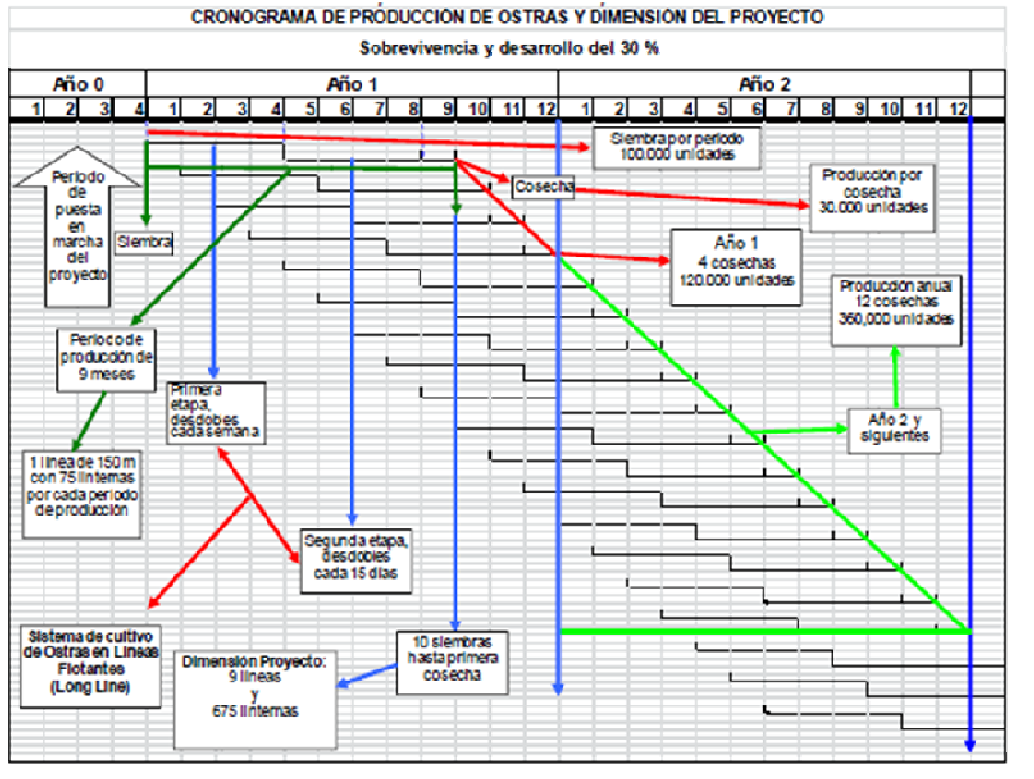 CRONOGRAMA DE PRODUCCIÓN DE OSTRAS Y DIMENSION DEL PROYECTO
Sobrevivencia y desarrollo del 30 %
Año 0
Año 1
Año 2
1 2 3 4 1 2 3 4 5 6 7 8 9 10 11 12 1 2 3 4 5 6 7 8 9 10 11 12
Siembra por periodo
100.000 unidades
Periodo
de
puesta
en
marcha
del
proyecto
Siembra
Cosecha
Producción por
cosecha
30.000 unidades
Año 1
4 cosechas
120.000 unidades
Producción anual
12 cosechas
360,000 unidades
Periodo de
producción de
9 meses
Primera
etapa,
desdobes
cada semana
Año 2 y
siguientes
1 línea de 150 m
con 75 linternas
por cada periodo
de producción
Segunda etapa,
desdobes
cada 15 días
Sistema de cultivo
de Ostras en Líneas
Flotantes
(Long Line)
Dimensión Proyecto:
9 líneas
y
675 linternas
10 siembras
hasta primera
cosecha